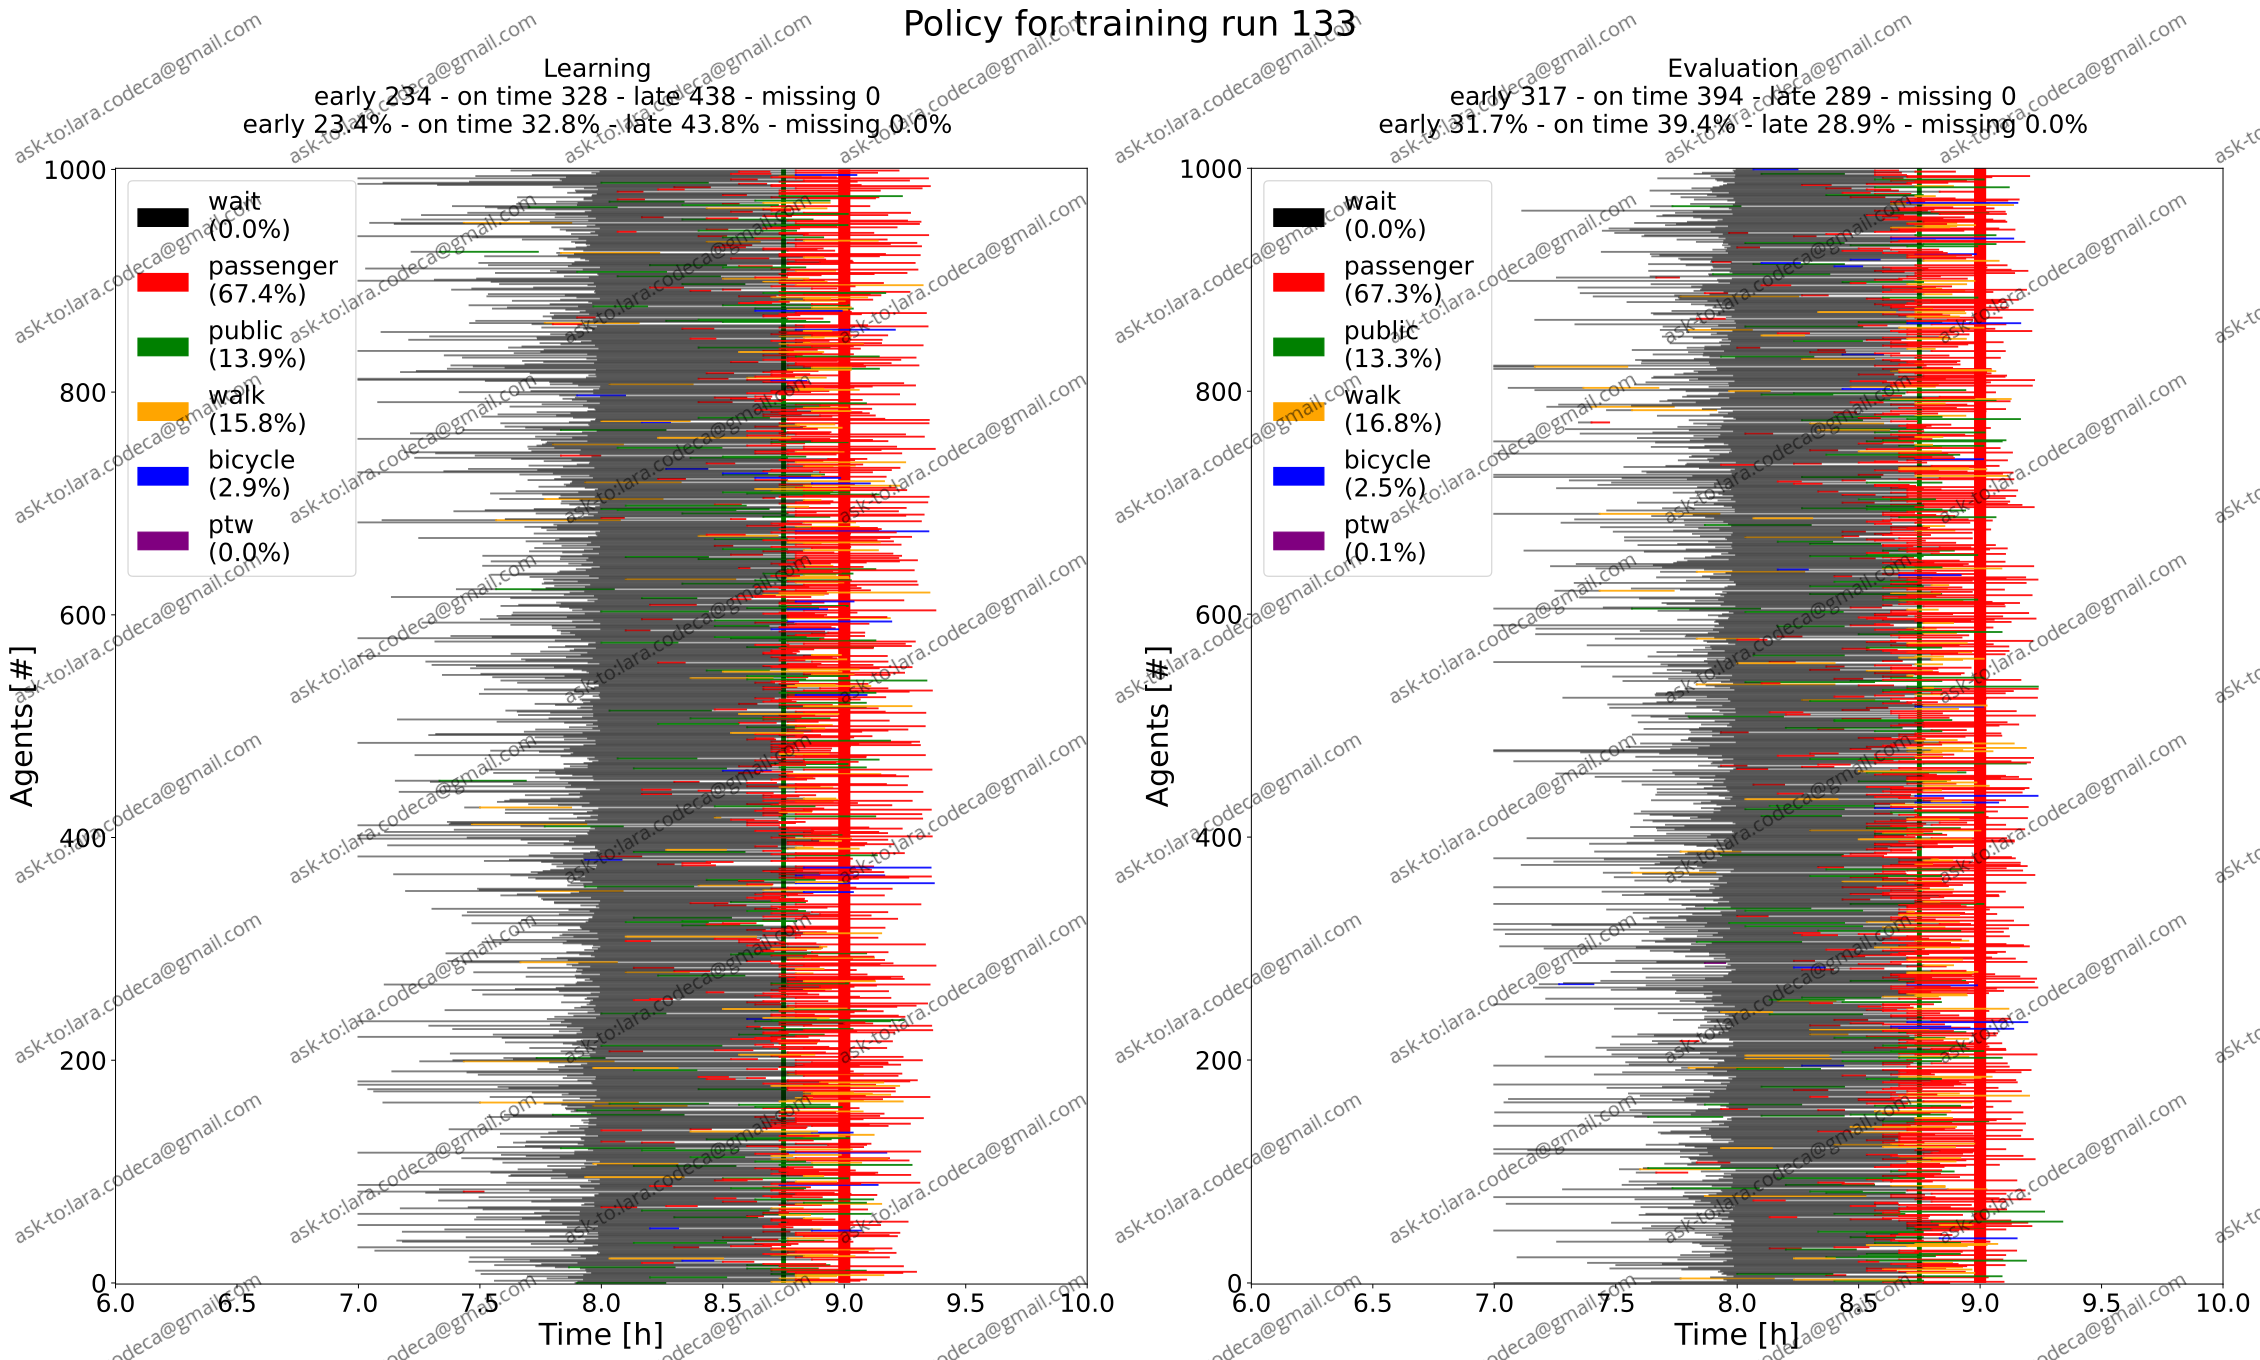 Policy for training run 133
Learning
early 234 - on time 328 - late 438 - missing 0
early 23.4% - on time 32.8% - late 43.8% - missing 0.0%
1000
800
600
400
200
0
Agents [#]
wait
(0.0%)
passenger
(67.4%)
public
(13.9%)
walk
(15.8%)
bicycle
(2.9%)
ptw
(0.0%)
6.0 6.5 7.0 7.5 8.0 8.5 9.0 9.5 10.0
Time [h]
Evaluation
early 317 - on time 394 - late 289 - missing 0
early 31.7% - on time 39.4% - late 28.9% - missing 0.0%
1000
800
600
400
200
0
Agents [#]
wait
(0.0%)
passenger
(67.3%)
public
(13.3%)
walk
(16.8%)
bicycle
(2.5%)
ptw
(0.1%)
6.0 6.5 7.0 7.5 8.0 8.5 9.0 9.5 10.0
Time [h]
ask-to:lara.codeca@gmail.com